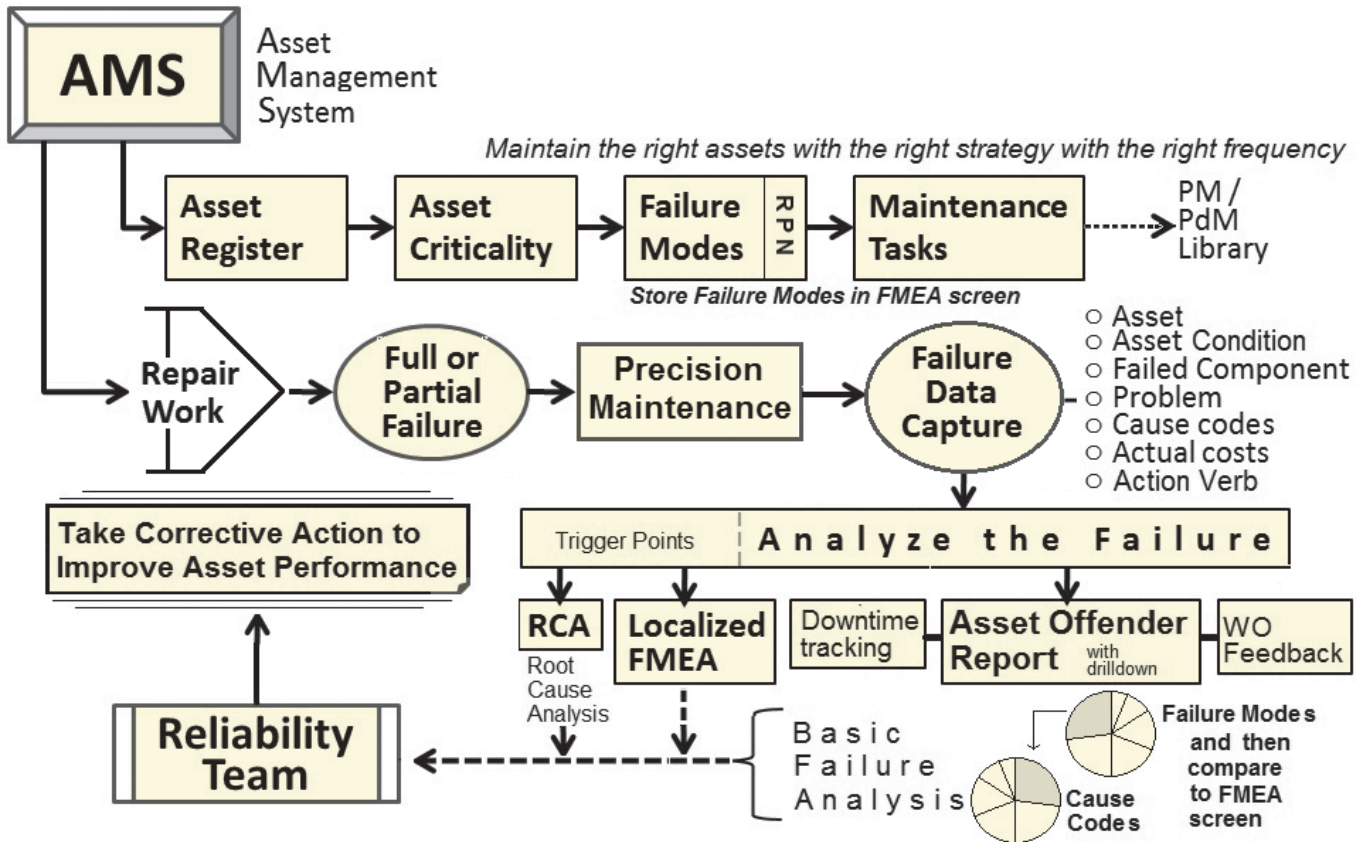 AMS
Asset
Management
System
Maintain the right assets with the right strategy with the right frequency
Asset
Register
Asset
Criticality
Failure
Modes
RPN
Maintenance
Tasks
PM /
PdM
Library
Store Failure Modes in FMEA screen
Repair
Work
Full or
Partial
Failure
Precision
Maintenance
Failure
Data
Capture
Asset
Asset Condition
Failed Component
Problem
Cause codes
Actual costs
Action Verb
Take Corrective Action to
Improve Asset Performance
Trigger Points
Analyze the Failure
RCA
Root
Cause
Analysis
Localized
FMEA
Downtime
tracking
Asset Offender
Report
with
drilldown
WO
Feedback
Reliability
Team
Basic
Failure
Analysis
Failure Modes
and then
compare
to FMEA
screen
Cause
Codes